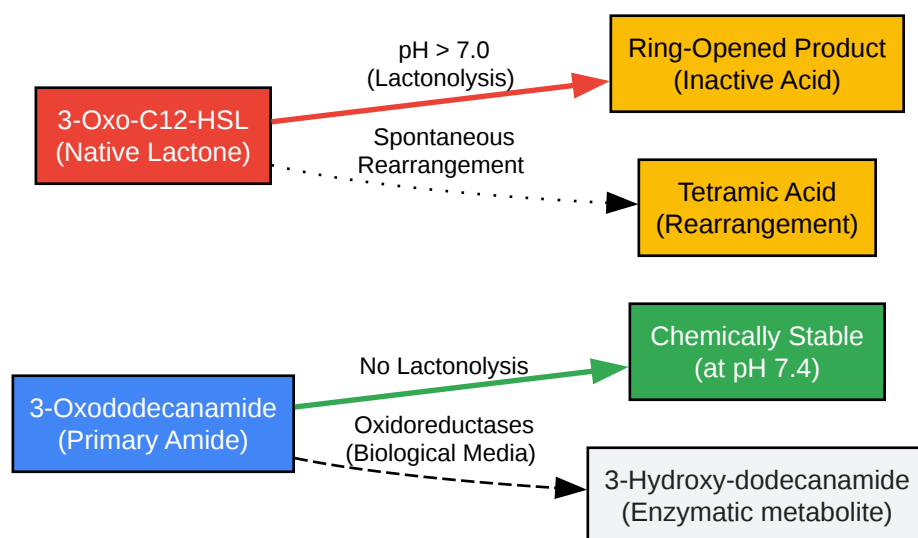 pH > 7.0
(Lactonolysis)
Ring-Opened Product
(Inactive Acid)
3-Oxo-C12-HSL
(Native Lactone)
Spontaneous
Rearrangement
Tetramic Acid
(Rearrangement)
Chemically Stable
(at pH 7.4)
No Lactonolysis
3-Oxododecanamide
(Primary Amide)
Oxidoreductases
(Biological Media)
3-Hydroxy-dodecanamide
(Enzymatic metabolite)